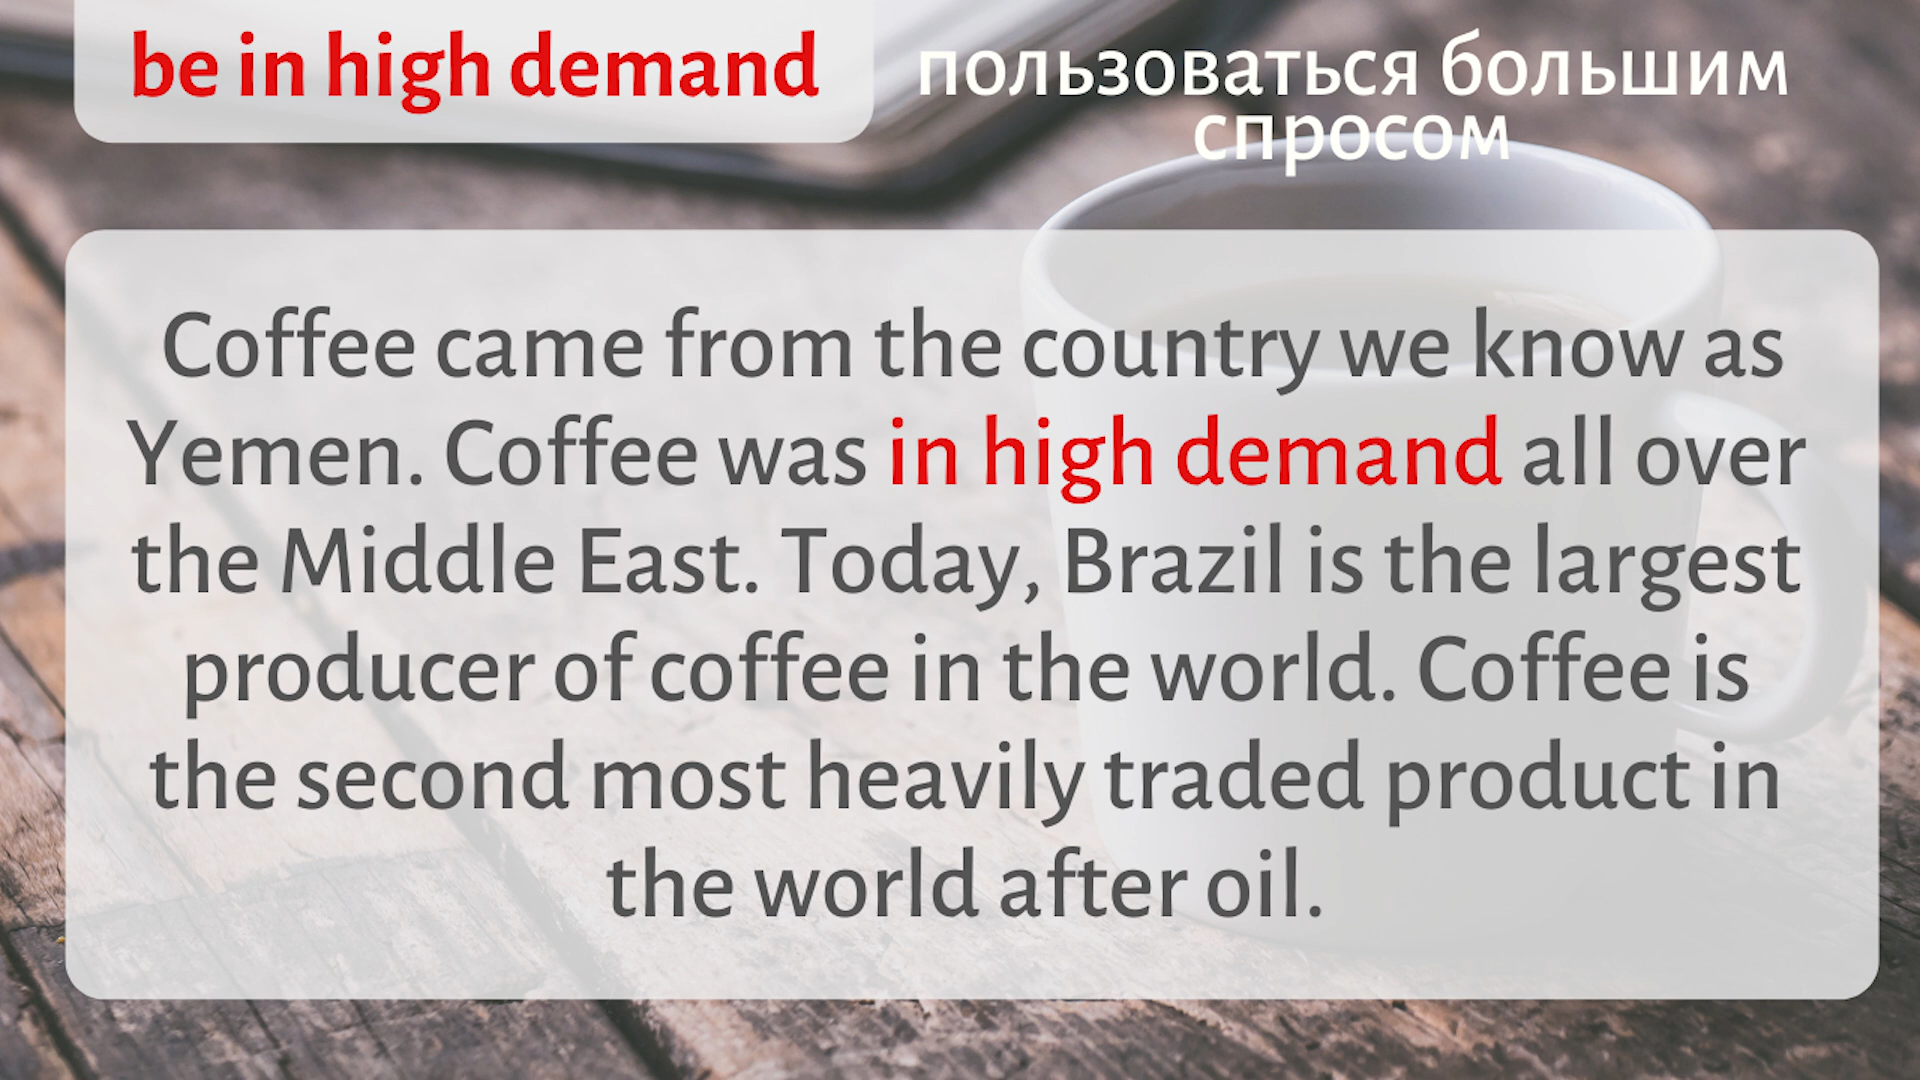 be in high demand
пользоваться большим
спросом
Coffee came from the country we know as
Yemen. Coffee was in high demand all over
the Middle East. Today, Brazil is the largest
producer of coffee in the world. Coffee is
the second most heavily traded product in
the world after oil.